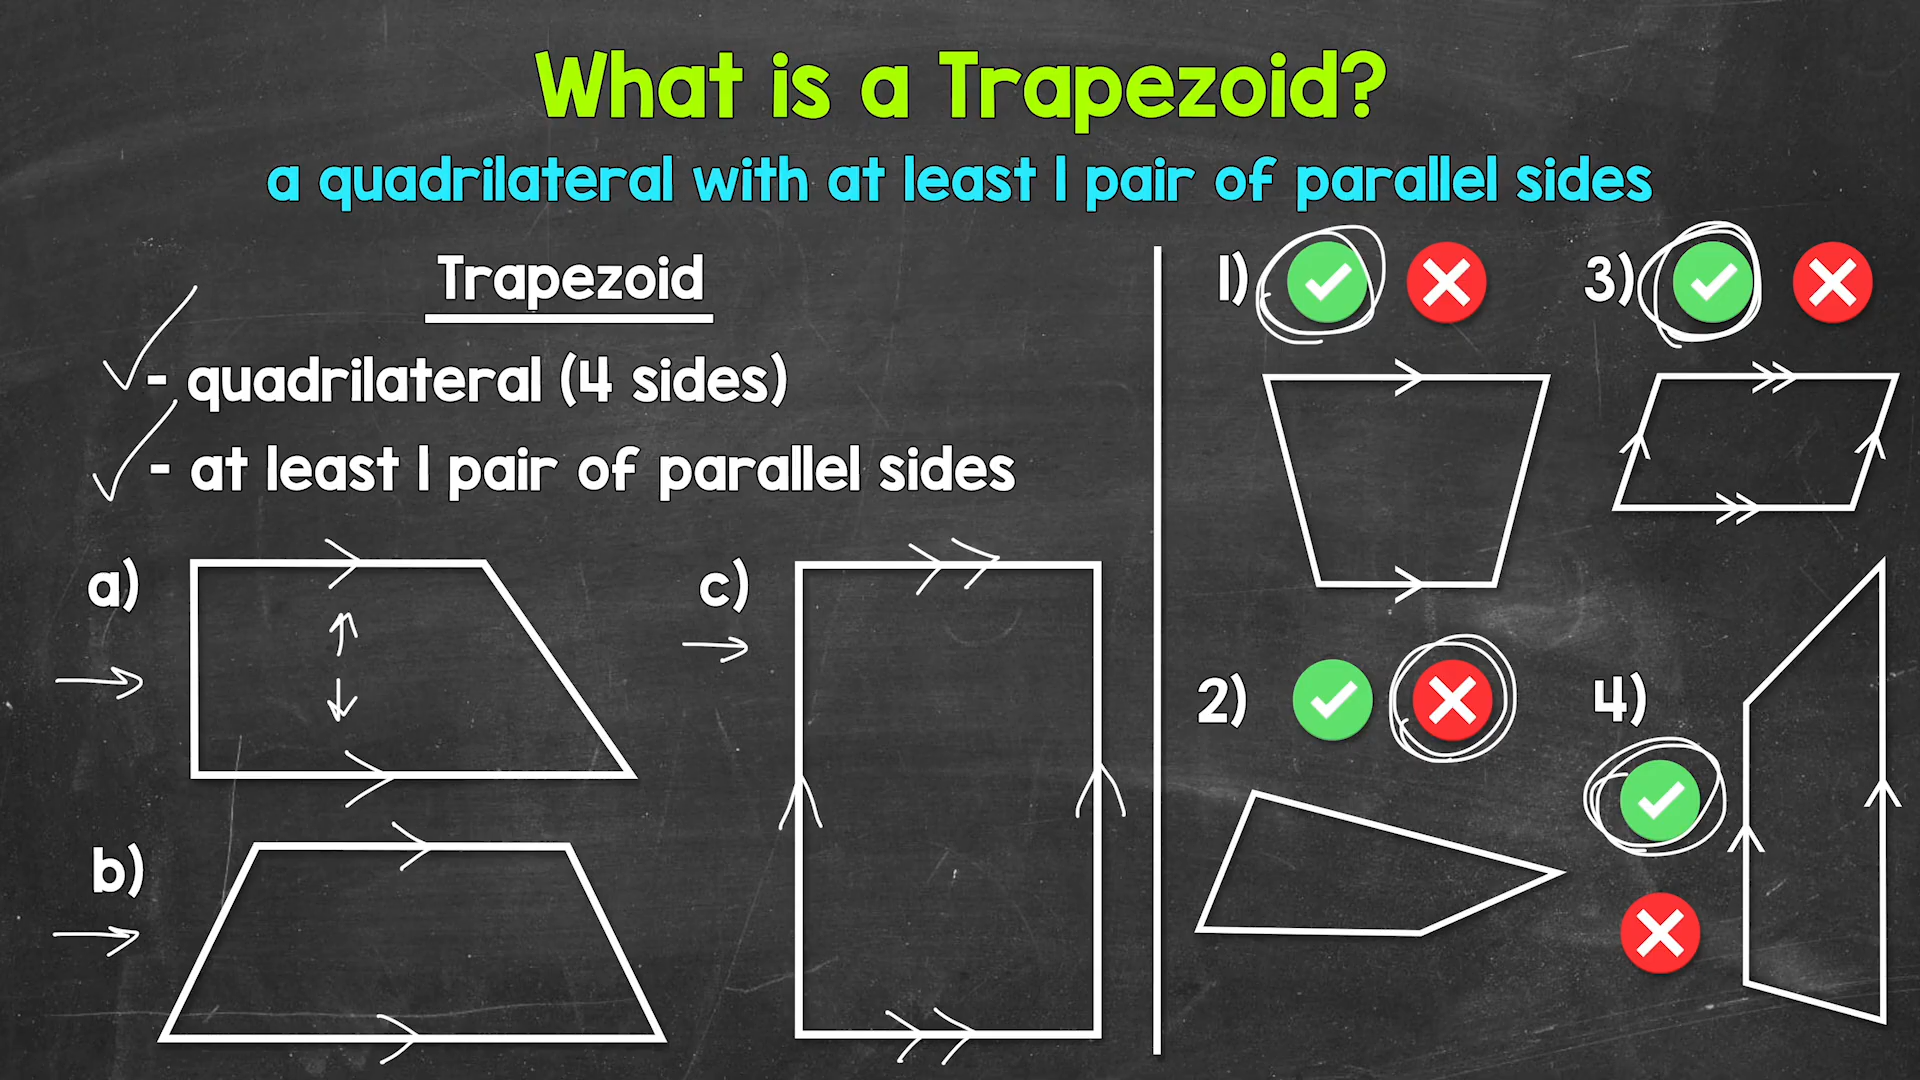 What is a Trapezoid?
a quadrilateral with at least 1 pair of parallel sides
Trapezoid
- quadrilateral (4 sides)
- at least 1 pair of parallel sides
a)
b)
c)
1)
2)
3)
4)